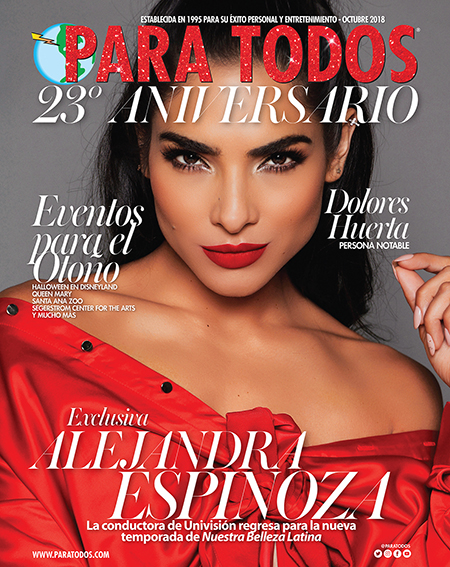 ESTABLECIDA EN 1995 PARA SU ÉXITO PERSONAL Y ENTRETENIMIENTO - OCTUBRE 2018
PARA TODOS®
23º ANIVERSARIO
Eventos
para el
Otoño
HALLOWEEN EN DISNEYLAND
QUEEN MARY
SANTA ANA ZOO
SEGERSTROM CENTER FOR THE ARTS
Y MUCHO MÁS
Dolores
Huerta
PERSONA NOTABLE
Exclusiva
ALEJANDRA
ESPINOZA
La conductora de Univisión regresa para la nueva
temporada de Nuestra Belleza Latina
WWW.PARATODOS.COM
@PARATODOS